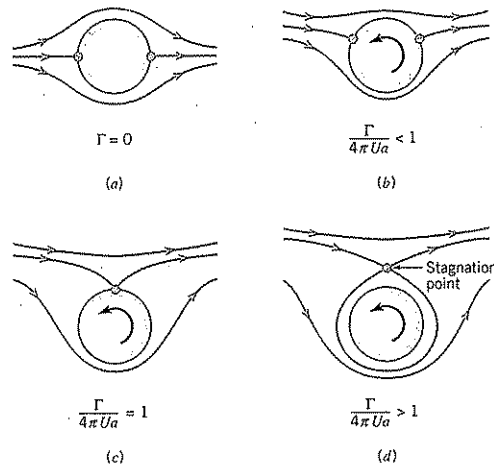 Γ = 0
(a)
Γ/4πUa < 1
(b)
Γ/4πUa = 1
(c)
Stagnation
point
Γ/4πUa > 1
(d)